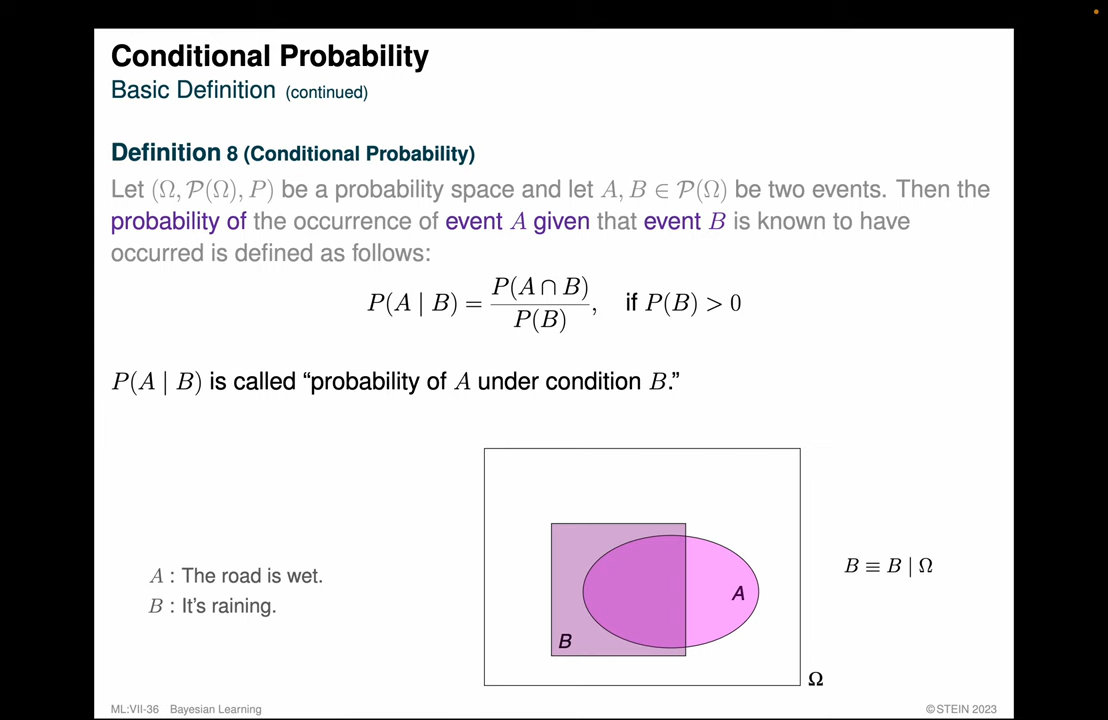 Conditional Probability
Basic Definition (continued)
Definition 8 (Conditional Probability)
Let (Ω, 𝒫(Ω), P) be a probability space and let A, B ∈ 𝒫(Ω) be two events. Then the
probability of the occurrence of event A given that event B is known to have
occurred is defined as follows:
P(A | B) = P(A ∩ B) / P(B), if P(B) > 0
P(A | B) is called “probability of A under condition B.”
A : The road is wet.
B : It's raining.
A
B
B ≡ B | Ω
Ω
ML:VII-36 Bayesian Learning
© STEIN 2023